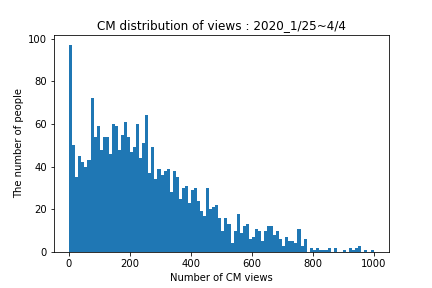 CM distribution of views : 2020_1/25~4/4
The number of people
100
80
60
40
20
0
0 200 400 600 800 1000
Number of CM views